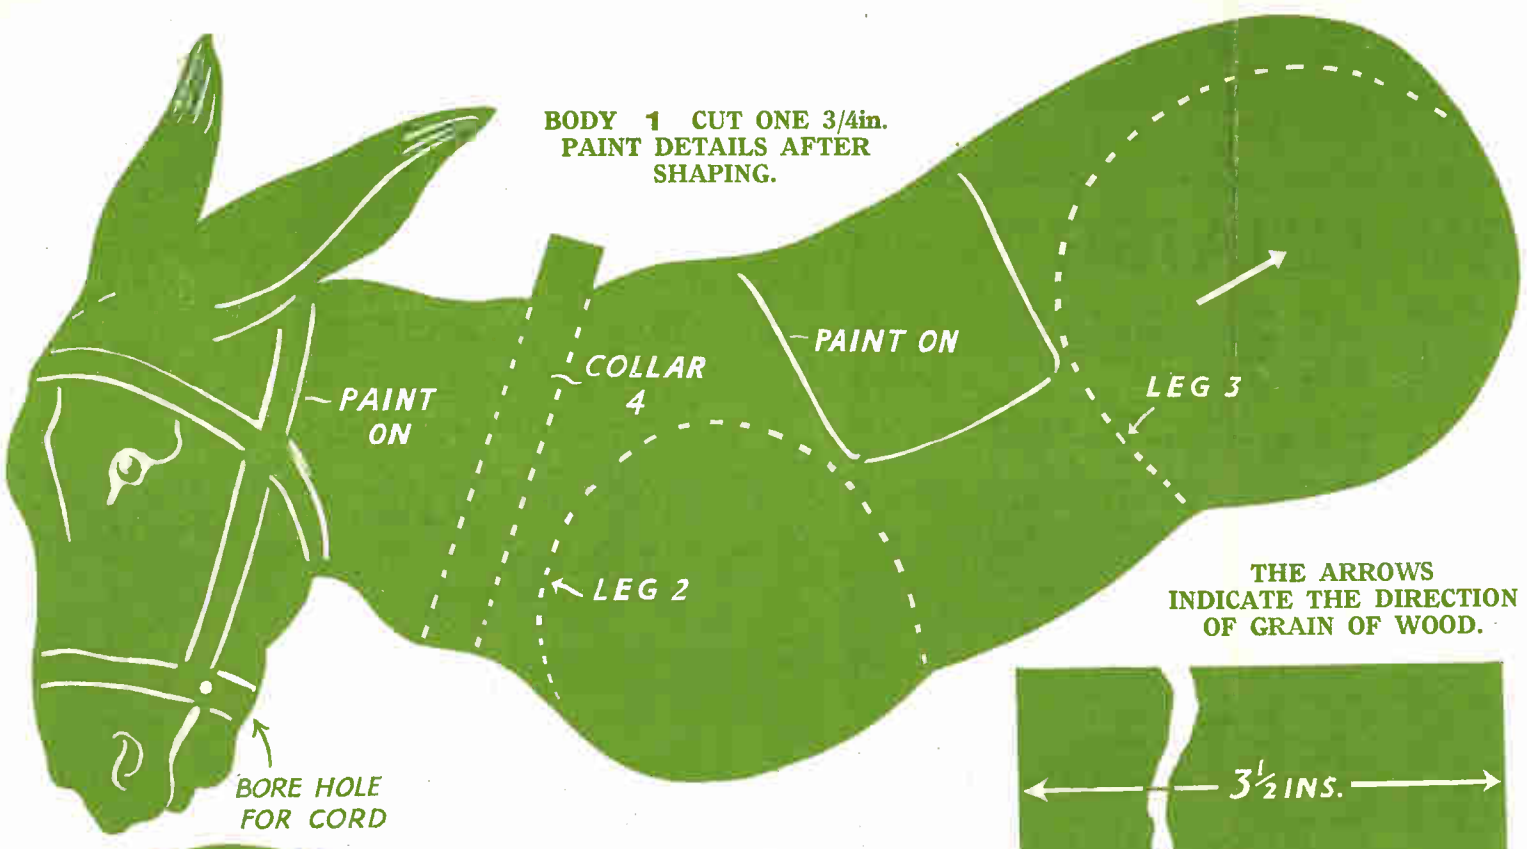 BODY 1 CUT ONE 3/4in.
PAINT DETAILS AFTER
SHAPING.
PAINT ON
COLLAR
4
LEG 3
PAINT
ON
LEG 2
THE ARROWS
INDICATE THE DIRECTION
OF GRAIN OF WOOD.
3½ INS.
BORE HOLE
FOR CORD